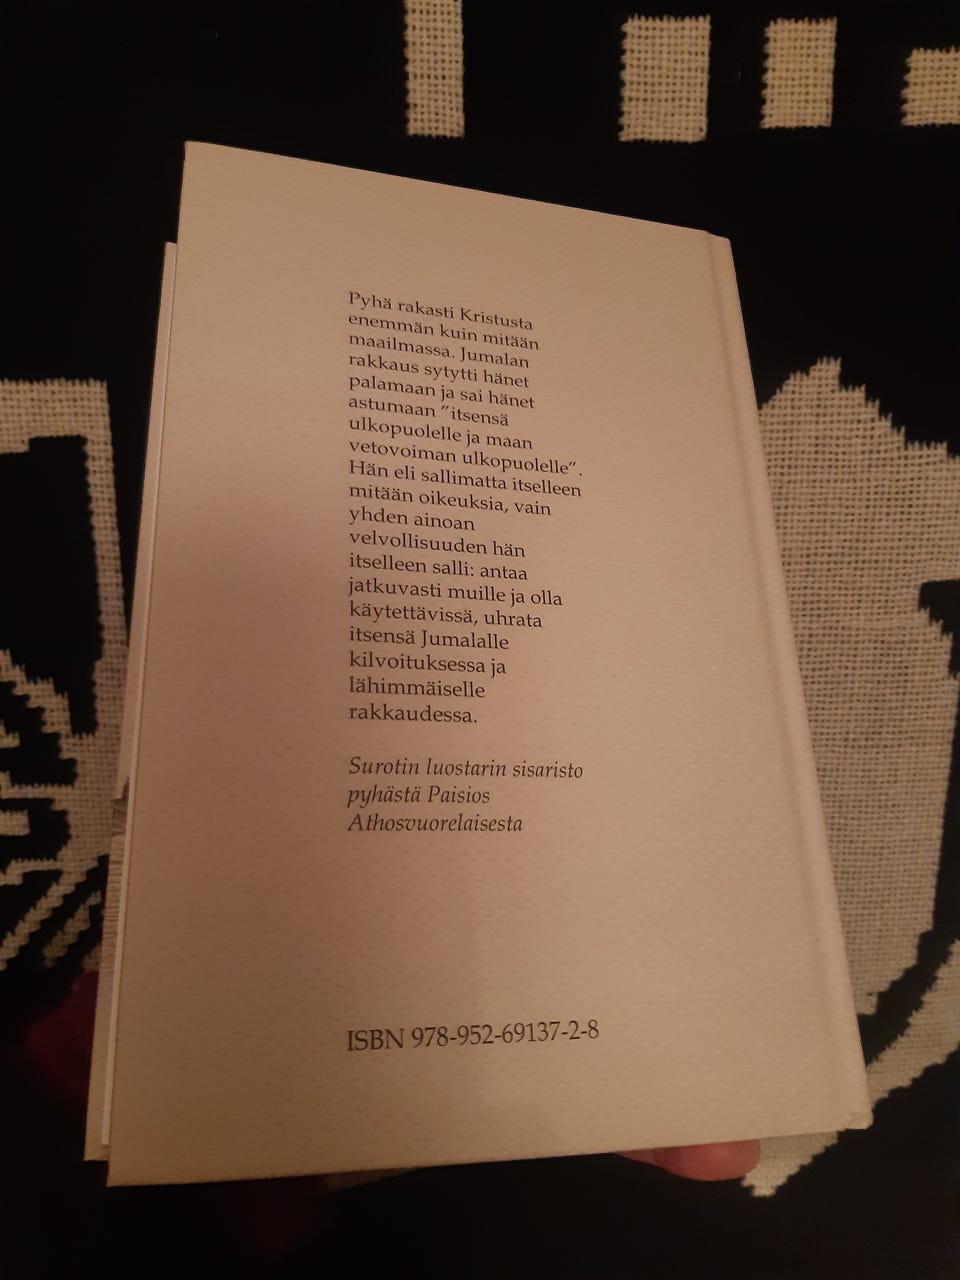 Pyhä rakasti Kristusta
enemmän kuin mitään
maailmassa. Jumalan
rakkaus sytytti hänet
palamaan ja sai hänet
astumaan ”itsensä
ulkopuolelle ja maan
vetovoiman ulkopuolelle”.
Hän eli sallimatta itselleen
mitään oikeuksia, vain
yhden ainoan
velvollisuuden hän
itselleen salli: antaa
jatkuvasti muille ja olla
käytettävissä, uhrata
itsensä Jumalalle
kilvoituksessa ja
lähimmäiselle
rakkaudessa.
Surotin luostarin sisaristo
pyhästä Paisios
Athosvuorelaisesta
ISBN 978-952-69137-2-8